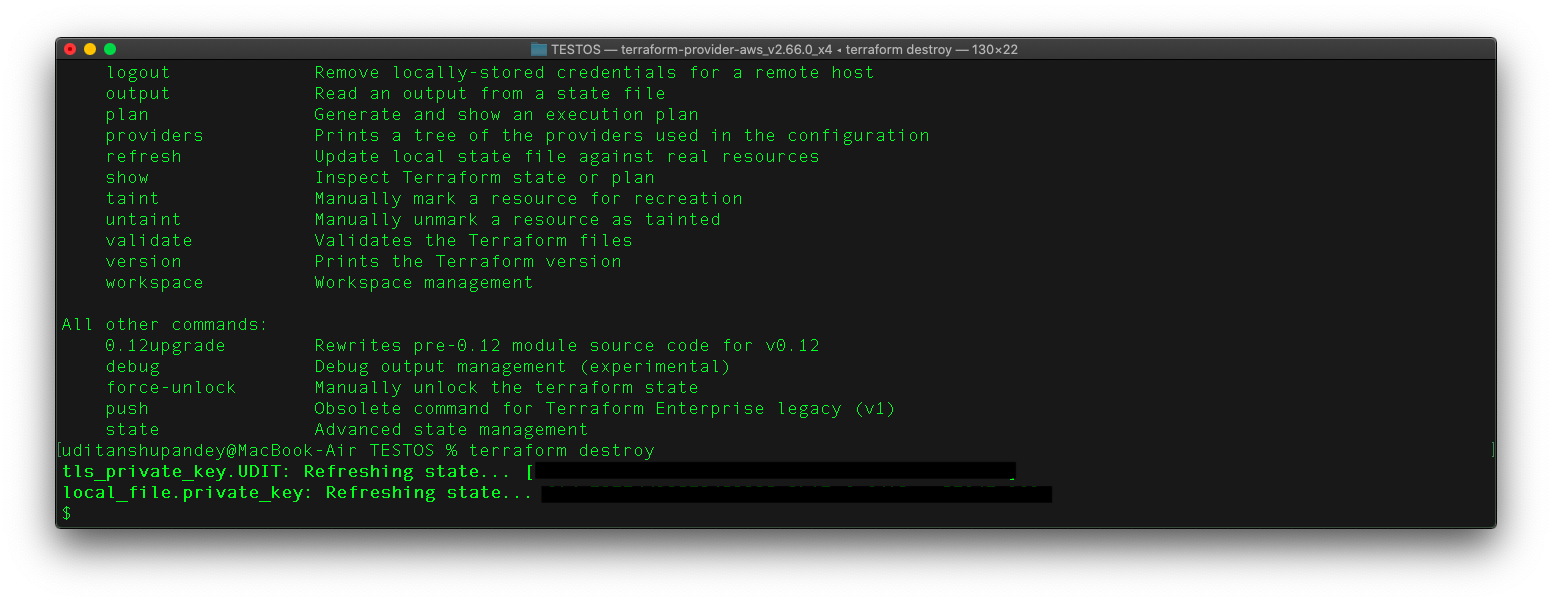 TESTOS — terraform-provider-aws_v2.66.0_x4 ◂ terraform destroy — 130×22
logout Remove locally-stored credentials for a remote host
output Read an output from a state file
plan Generate and show an execution plan
providers Prints a tree of the providers used in the configuration
refresh Update local state file against real resources
show Inspect Terraform state or plan
taint Manually mark a resource for recreation
untaint Manually unmark a resource as tainted
validate Validates the Terraform files
version Prints the Terraform version
workspace Workspace management
All other commands:
0.12upgrade Rewrites pre-0.12 module source code for v0.12
debug Debug output management (experimental)
force-unlock Manually unlock the terraform state
push Obsolete command for Terraform Enterprise legacy (v1)
state Advanced state management
[uditanshupandey@MacBook-Air TESTOS % terraform destroy ]
tls_private_key.UDIT: Refreshing state... [ ]
local_file.private_key: Refreshing state...
$